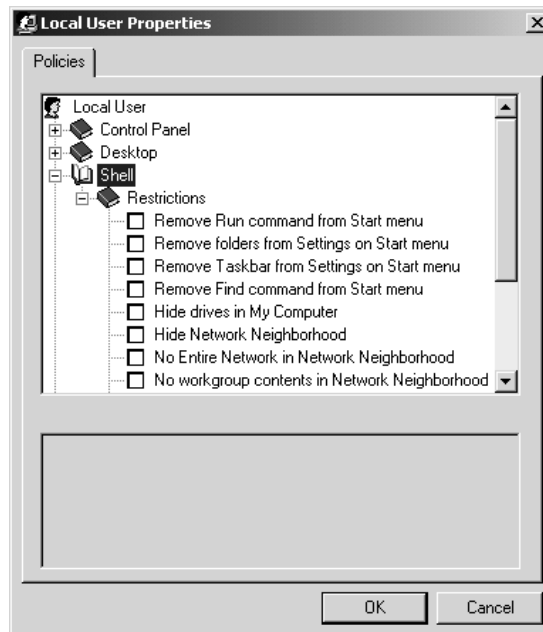 Local User Properties
Policies
Local User
Control Panel
Desktop
Shell
Restrictions
Remove Run command from Start menu
Remove folders from Settings on Start menu
Remove Taskbar from Settings on Start menu
Remove Find command from Start menu
Hide drives in My Computer
Hide Network Neighborhood
No Entire Network in Network Neighborhood
No workgroup contents in Network Neighborhood
OK Cancel